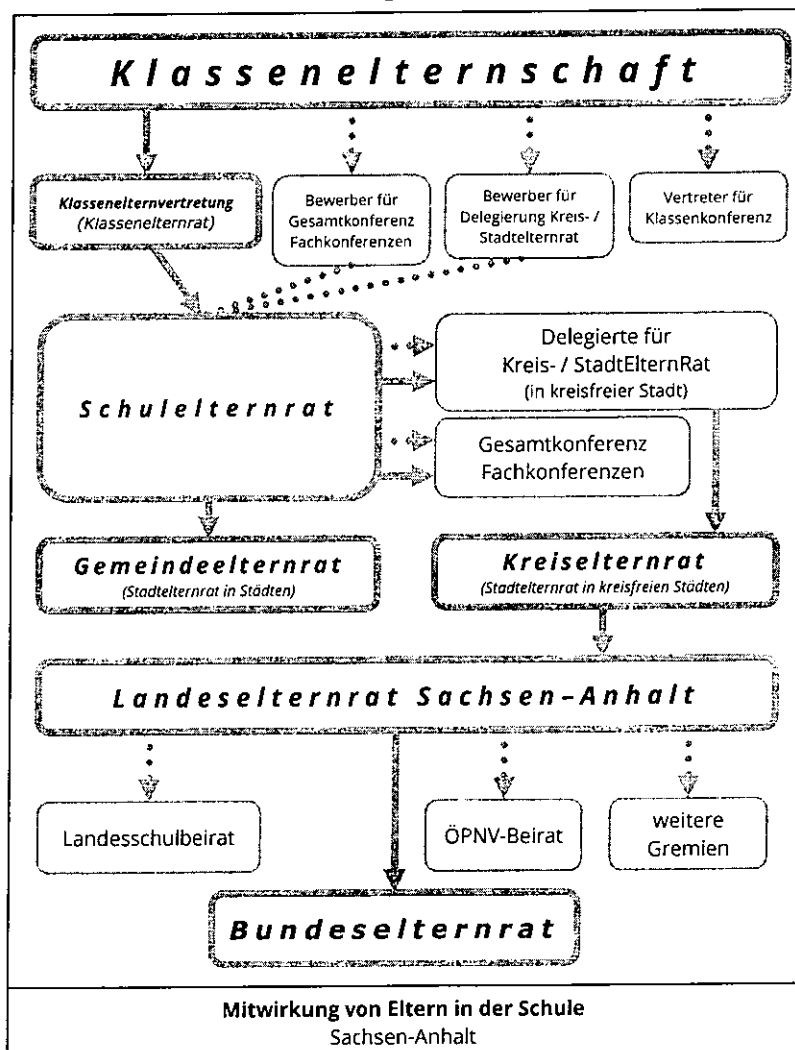 Klassenelternschaft
Klassenelternvertretung
(Klassenelternrat)
Bewerber für
Gesamtkonferenz
Fachkonferenzen
Bewerber für
Delegierung Kreis- /
Stadtelternrat
Vertreter für
Klassenkonferenz
Schulelternrat
Delegierte für
Kreis- / StadtElternRat
(in kreisfreier Stadt)
Gesamtkonferenz
Fachkonferenzen
Gemeindeelternrat
(Stadtelternrat in Städten)
Kreiselternrat
(Stadtelternrat in kreisfreien Städten)
Landeselternrat Sachsen-Anhalt
Landesschulbeirat
ÖPNV-Beirat
weitere
Gremien
Bundeselternrat
Mitwirkung von Eltern in der Schule
Sachsen-Anhalt